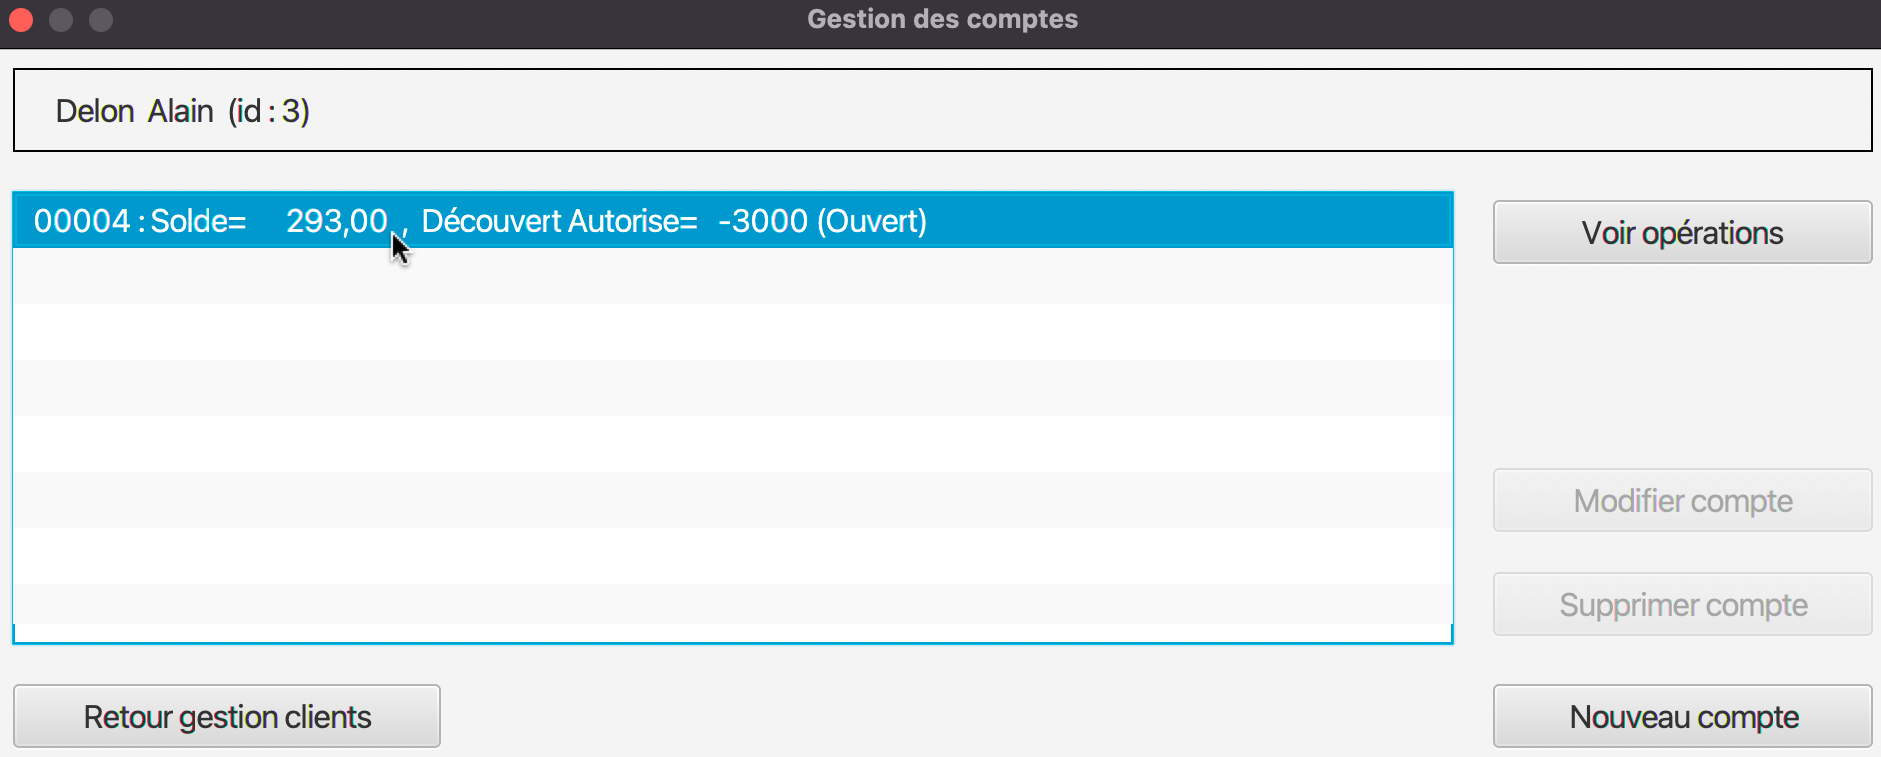 Gestion des comptes
Delon Alain (id : 3)
00004 : Solde= 293,00 , Découvert Autorise= -3000 (Ouvert)
Voir opérations
Modifier compte
Supprimer compte
Retour gestion clients
Nouveau compte